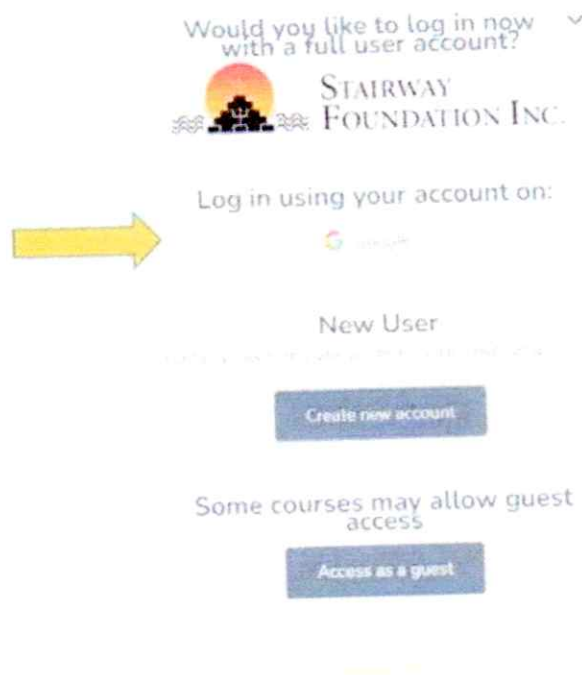 Would you like to log in now
with a full user account?
STAIRWAY
FOUNDATION INC.
Log in using your account on:
Google
New User
Create new account
Some courses may allow guest
access
Access as a guest